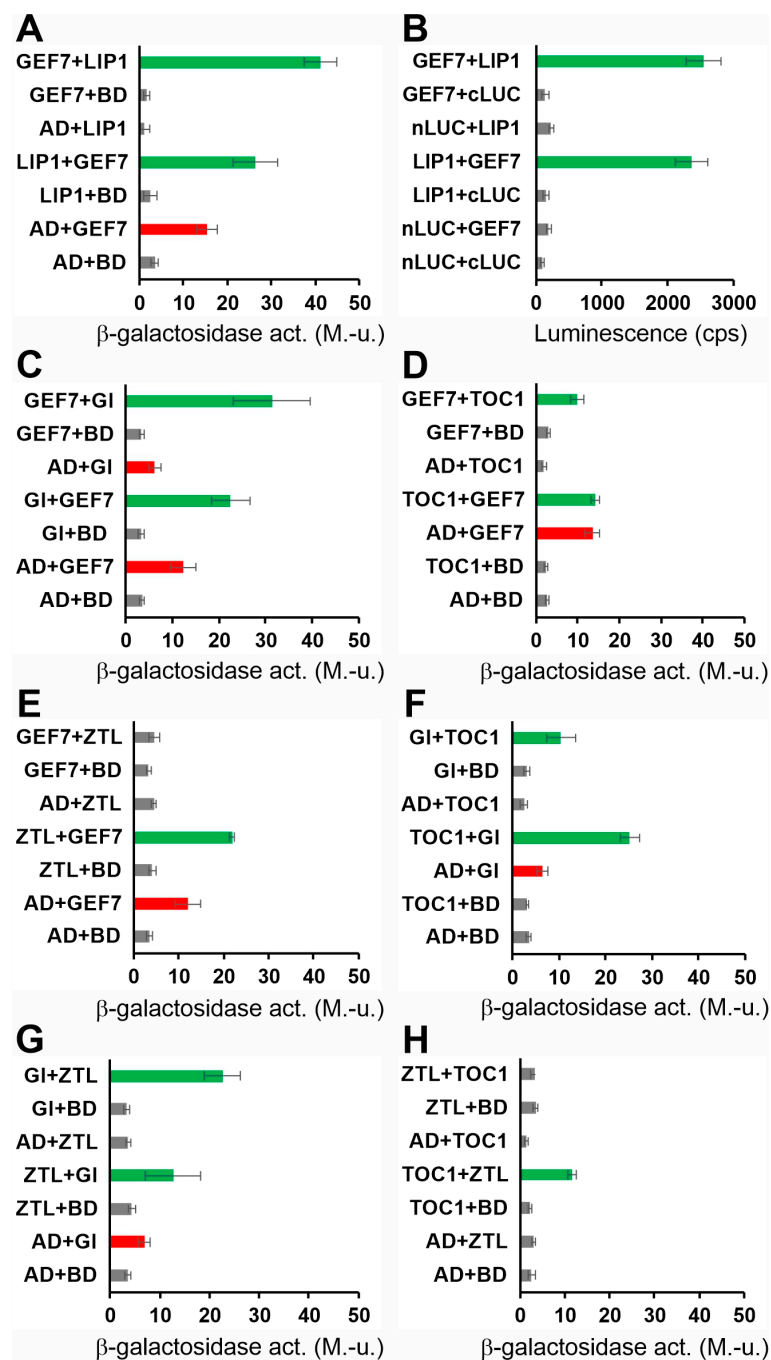 A
GEF7+LIP1
GEF7+BD
AD+LIP1
LIP1+GEF7
LIP1+BD
AD+GEF7
AD+BD
0 10 20 30 40 50
β-galactosidase act. (M.-u.)
B
GEF7+LIP1
GEF7+cLUC
nLUC+LIP1
LIP1+GEF7
LIP1+cLUC
nLUC+GEF7
nLUC+cLUC
0 1000 2000 3000
Luminescence (cps)
C
GEF7+GI
GEF7+BD
AD+GI
GI+GEF7
GI+BD
AD+GEF7
AD+BD
0 10 20 30 40 50
β-galactosidase act. (M.-u.)
D
GEF7+TOC1
GEF7+BD
AD+TOC1
TOC1+GEF7
AD+GEF7
TOC1+BD
AD+BD
0 10 20 30 40 50
β-galactosidase act. (M.-u.)
E
GEF7+ZTL
GEF7+BD
AD+ZTL
ZTL+GEF7
ZTL+BD
AD+GEF7
AD+BD
0 10 20 30 40 50
β-galactosidase act. (M.-u.)
F
GI+TOC1
GI+BD
AD+TOC1
TOC1+GI
AD+GI
TOC1+BD
AD+BD
0 10 20 30 40 50
β-galactosidase act. (M.-u.)
G
GI+ZTL
GI+BD
AD+ZTL
ZTL+GI
ZTL+BD
AD+GI
AD+BD
0 10 20 30 40 50
β-galactosidase act. (M.-u.)
H
ZTL+TOC1
ZTL+BD
AD+TOC1
TOC1+ZTL
TOC1+BD
AD+ZTL
AD+BD
0 10 20 30 40 50
β-galactosidase act. (M.-u.)